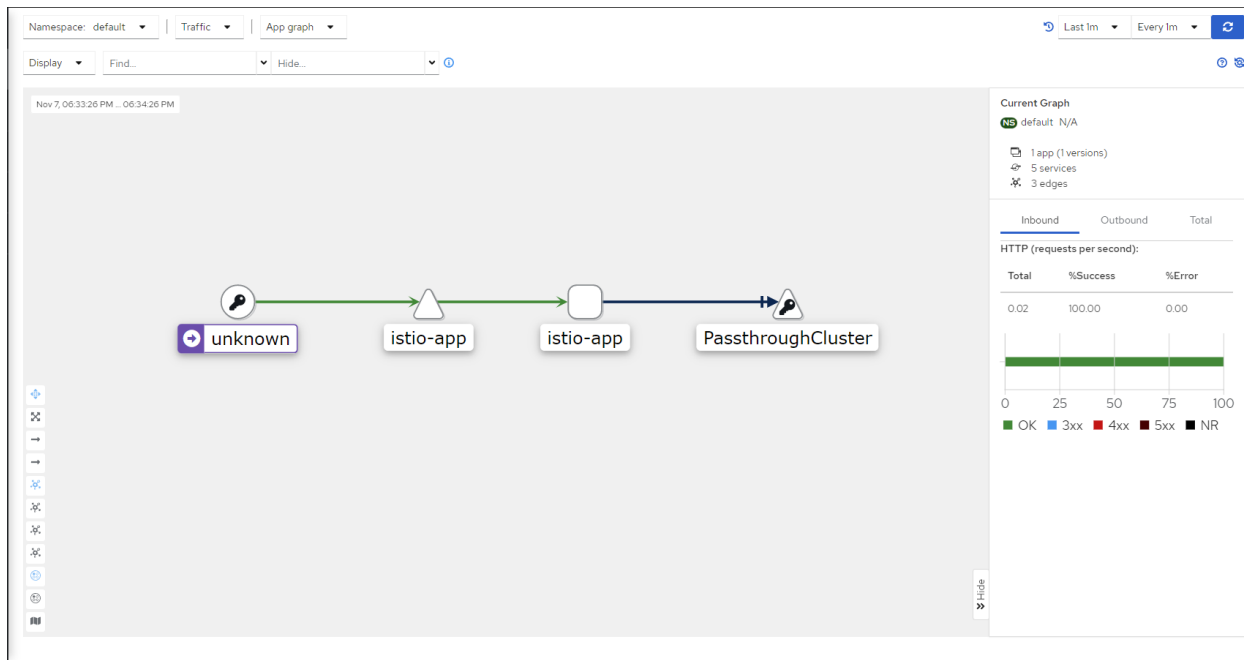 Namespace: default
Traffic
App graph
Last 1m
Every 1m
Display
Find...
Hide...
Nov 7, 06:33:26 PM ... 06:34:26 PM
unknown
istio-app
istio-app
PassthroughCluster
Hide
Current Graph
NS default N/A
1 app (1 versions)
5 services
3 edges
Inbound Outbound Total
HTTP (requests per second):
Total %Success %Error
0.02 100.00 0.00
0 25 50 75 100
OK 3xx 4xx 5xx NR